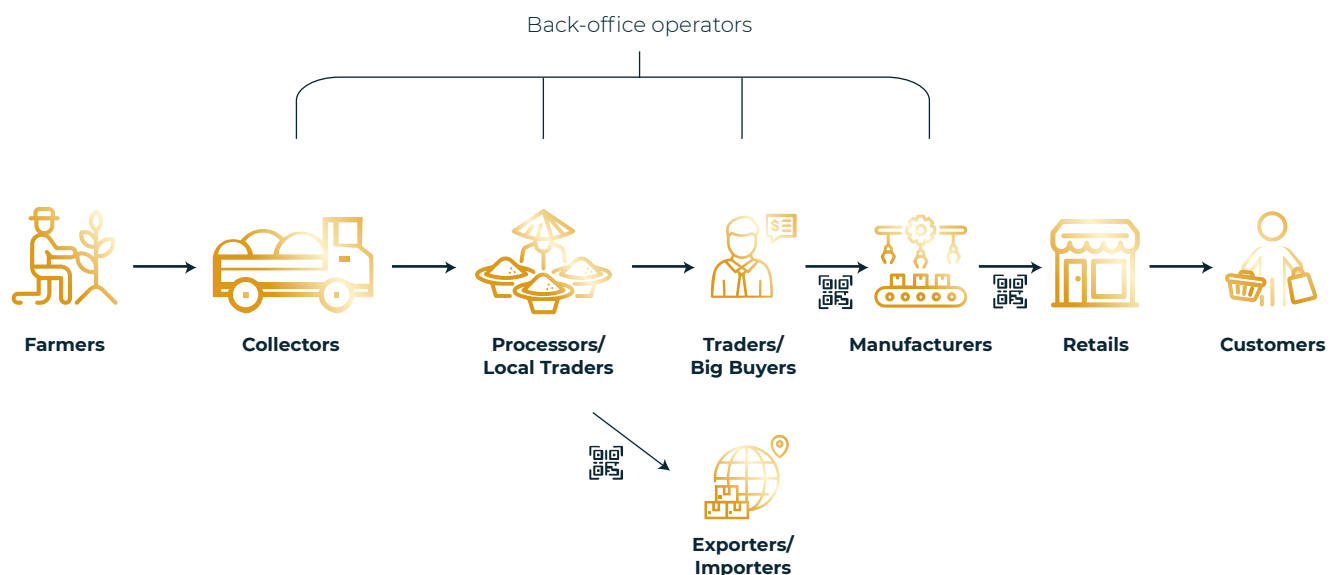 Back-office operators
$
Farmers
Collectors
Processors/
Local Traders
Traders/
Big Buyers
Manufacturers
Retails
Customers
Exporters/
Importers